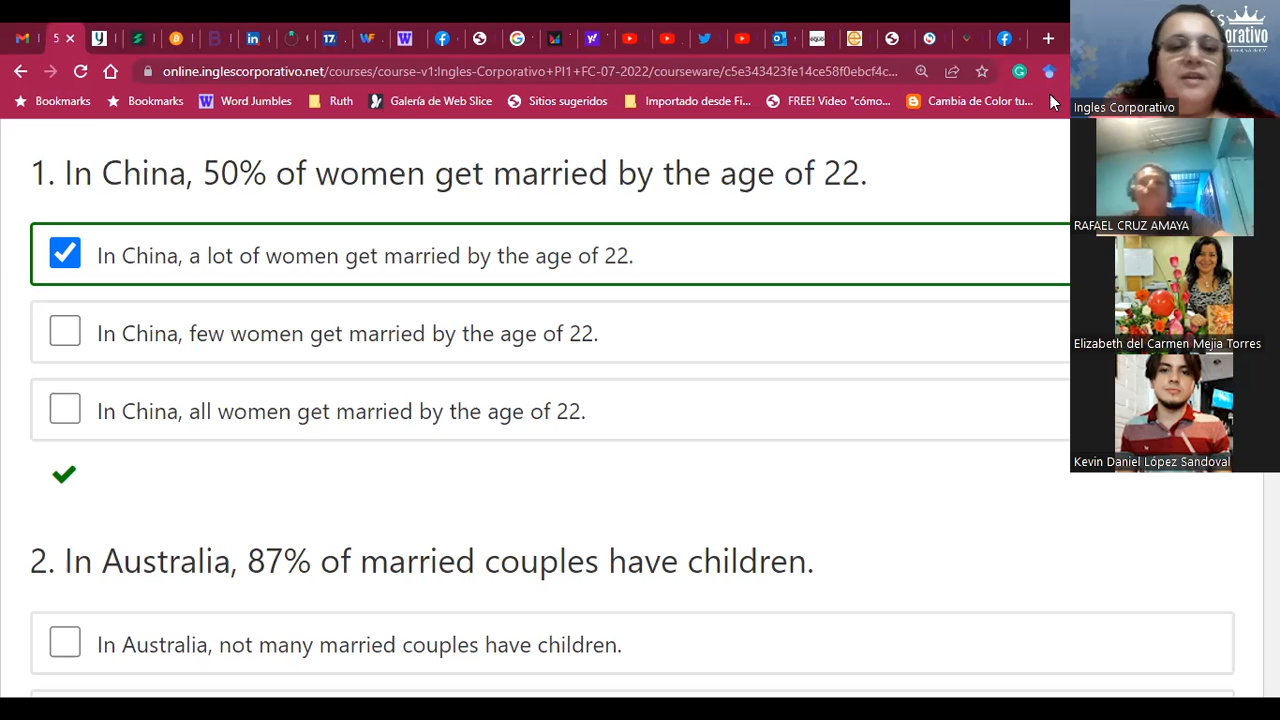 5
17
WF
W
online.inglescorporativo.net/courses/course-v1:Ingles-Corporativo+PI1+FC-07-2022/courseware/c5e343423fe14ce58f0ebcf4c...
Bookmarks
Bookmarks
Word Jumbles
Ruth
Galería de Web Slice
Sitios sugeridos
Importado desde Fi...
FREE! Video "cómo...
Cambia de Color tu...
1. In China, 50% of women get married by the age of 22.
In China, a lot of women get married by the age of 22.
In China, few women get married by the age of 22.
In China, all women get married by the age of 22.
2. In Australia, 87% of married couples have children.
In Australia, not many married couples have children.
Ingles Corporativo
RAFAEL CRUZ AMAYA
Elizabeth del Carmen Mejia Torres
Kevin Daniel López Sandoval